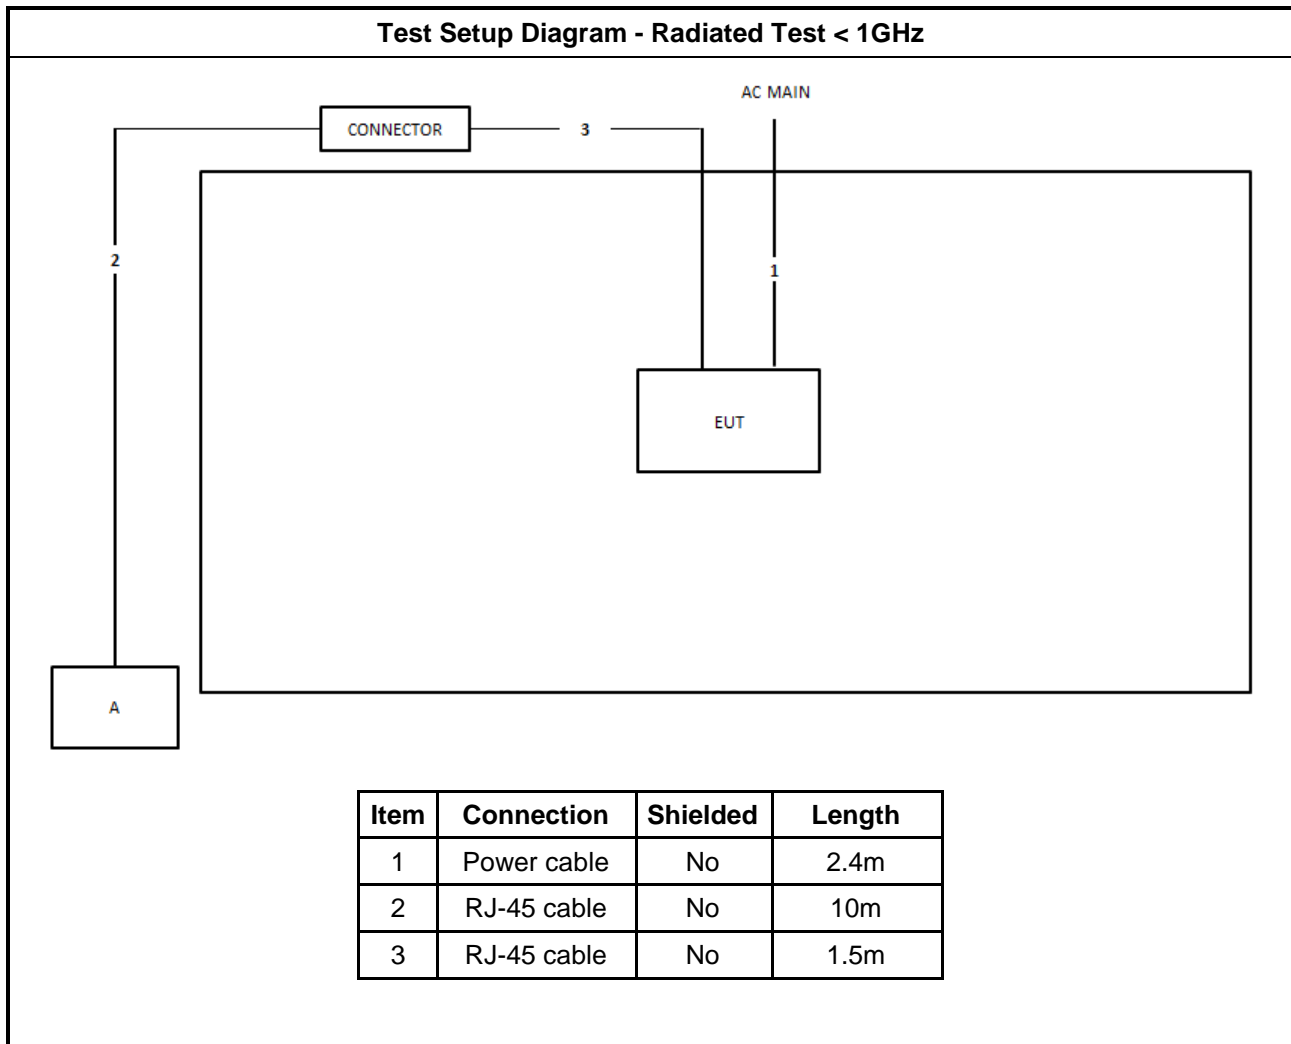 Test Setup Diagram - Radiated Test < 1GHz
AC MAIN
CONNECTOR
3
2
1
EUT
A
Item Connection Shielded Length
1 Power cable No 2.4m
2 RJ-45 cable No 10m
3 RJ-45 cable No 1.5m